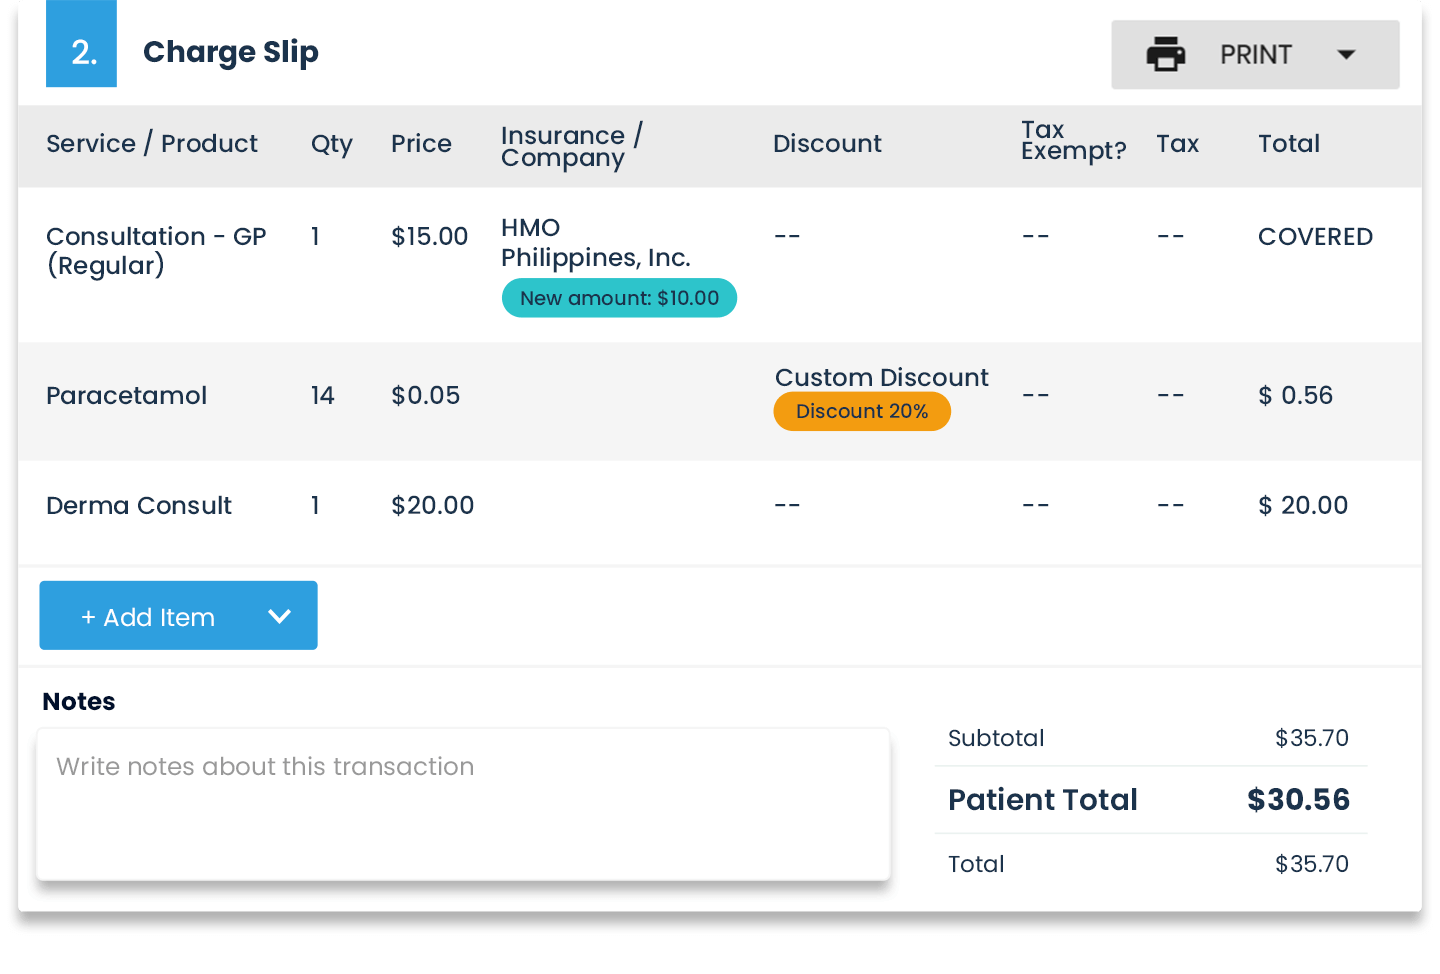 2. Charge Slip
PRINT
Service / Product Qty Price Insurance / Company Discount Tax Exempt? Tax Total
Consultation - GP (Regular) 1 $15.00 HMO Philippines, Inc. -- -- -- COVERED
New amount: $10.00
Paracetamol 14 $0.05 Custom Discount -- -- $ 0.56
Discount 20%
Derma Consult 1 $20.00 -- -- -- $ 20.00
+ Add Item
Notes
Write notes about this transaction
Subtotal $35.70
Patient Total $30.56
Total $35.70